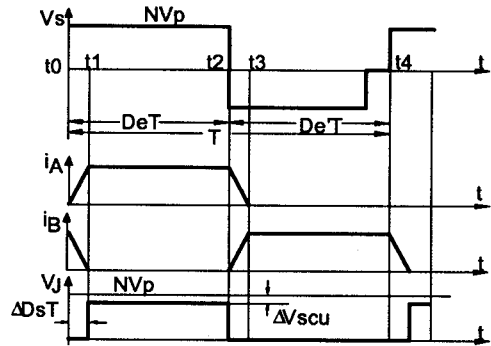 Vs NVp
t0 t1 t2 t3 t4 t
DeT De'T
T
iA
t
iB
t
VJ NVp
ΔDsT ΔVscu
t